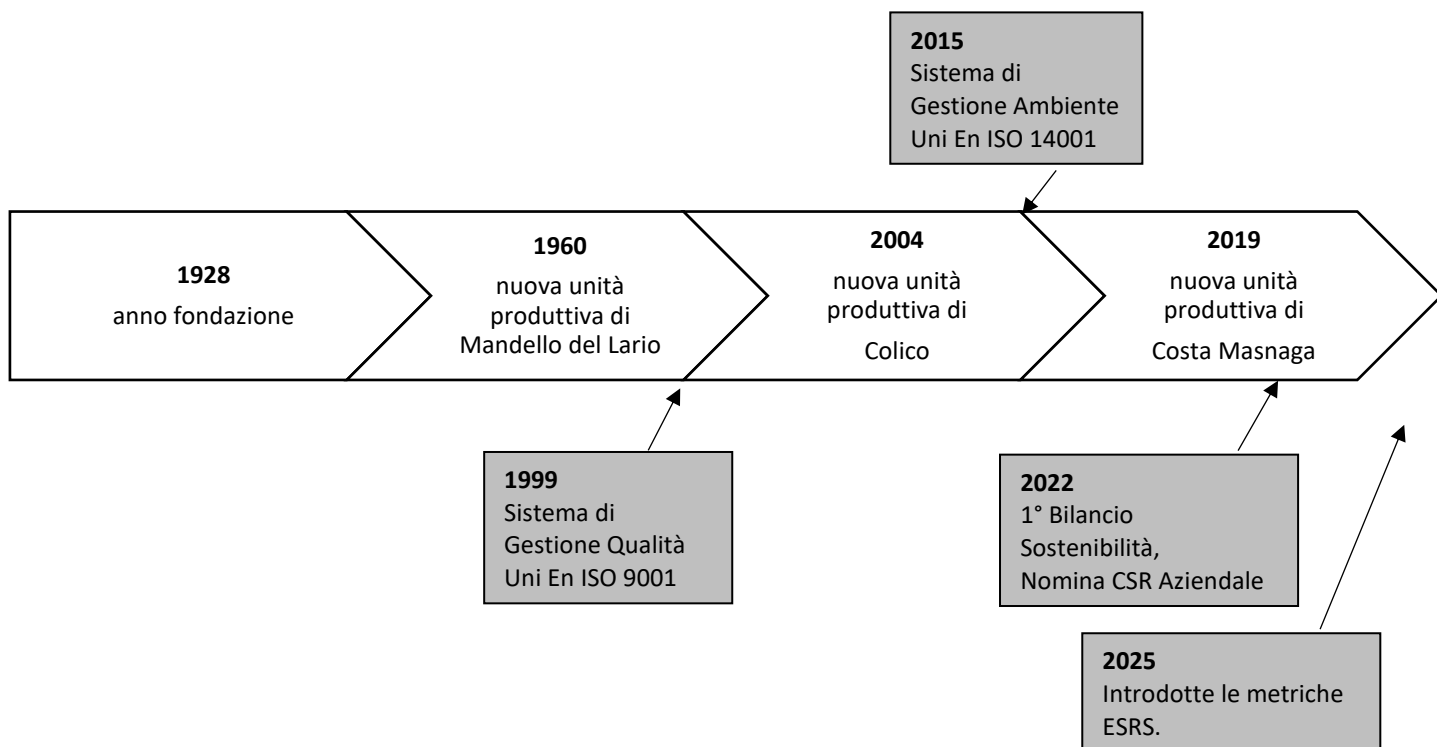 2015
Sistema di
Gestione Ambiente
Uni En ISO 14001
1928
anno fondazione
1960
nuova unità
produttiva di
Mandello del Lario
2004
nuova unità
produttiva di
Colico
2019
nuova unità
produttiva di
Costa Masnaga
1999
Sistema di
Gestione Qualità
Uni En ISO 9001
2022
1° Bilancio
Sostenibilità,
Nomina CSR Aziendale
2025
Introdotte le metriche
ESRS.